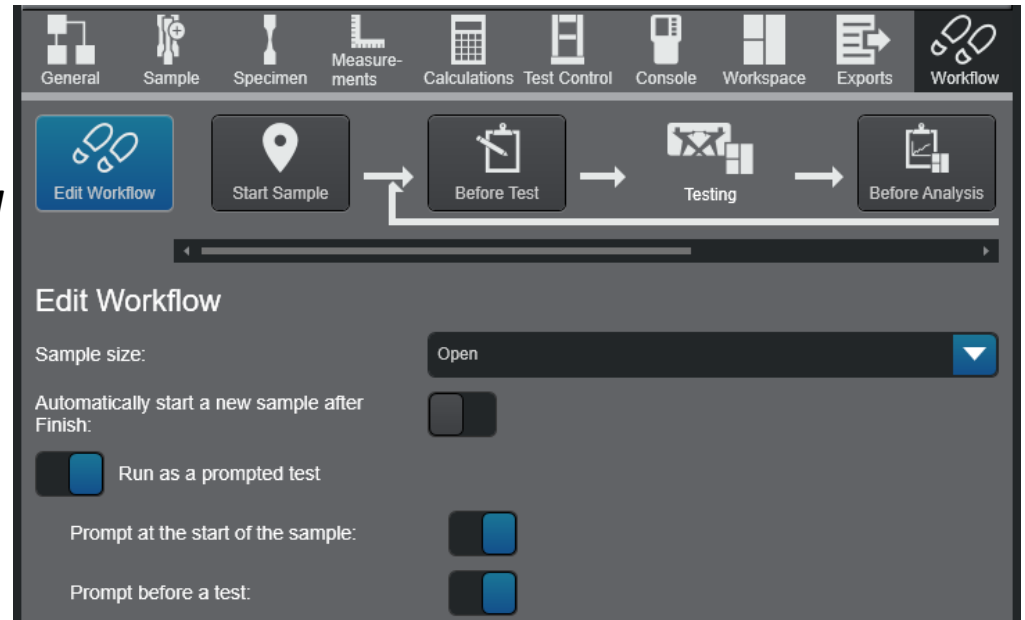 General Sample Specimen Measure-
ments Calculations Test Control Console Workspace Exports Workflow
Edit Workflow Start Sample Before Test Testing Before Analysis
Edit Workflow
Sample size: Open
Automatically start a new sample after
Finish:
Run as a prompted test
Prompt at the start of the sample:
Prompt before a test: